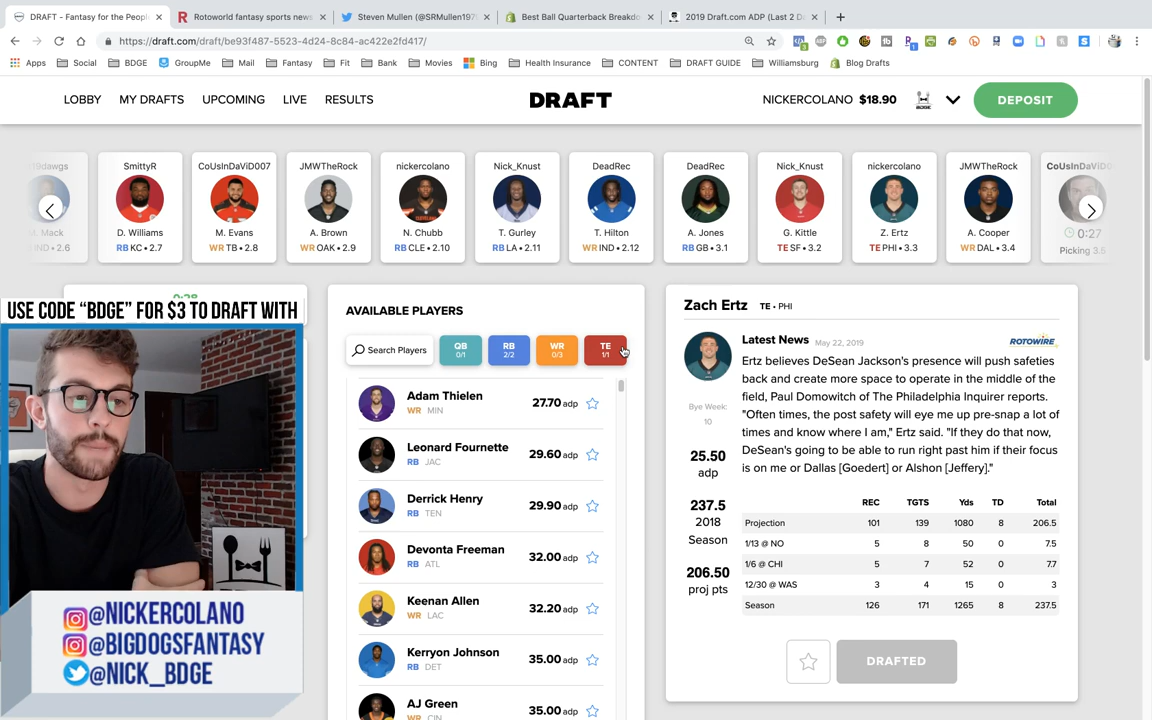 DRAFT - Fantasy for the Peopl
Rotoworld fantasy sports news
Steven Mullen (@SRMullen197
Best Ball Quarterback Breakdo
2019 Draft.com ADP (Last 2 D
https://draft.com/draft/be93f487-5523-4d24-8c84-ac422e2fd417/
Apps Social BDGE GroupMe Mail Fantasy Fit Bank Movies Bing Health Insurance CONTENT DRAFT GUIDE Williamsburg Blog Drafts
LOBBY MY DRAFTS UPCOMING LIVE RESULTS DRAFT NICKERCOLANO $18.90 DEPOSIT
19dawgs
M. Mack
IND • 2.6
SmittyR
D. Williams
RB KC • 2.7
CoUsInDaViD007
M. Evans
WR TB • 2.8
JMWTheRock
A. Brown
WR OAK • 2.9
nickercolano
N. Chubb
RB CLE • 2.10
Nick_Knust
T. Gurley
RB LA • 2.11
DeadRec
T. Hilton
WR IND • 2.12
DeadRec
A. Jones
RB GB • 3.1
Nick_Knust
G. Kittle
TE SF • 3.2
nickercolano
Z. Ertz
TE PHI • 3.3
JMWTheRock
A. Cooper
WR DAL • 3.4
CoUsInDaViD0
0:27
Picking 3.5
0:28
USE CODE “BDGE” FOR $3 TO DRAFT WITH
@NICKERCOLANO
@BIGDOGSFANTASY
@NICK_BDGE
AVAILABLE PLAYERS
Search Players
QB
0/1
RB
2/2
WR
0/3
TE
1/1
Adam Thielen
WR MIN
27.70 adp
Leonard Fournette
RB JAC
29.60 adp
Derrick Henry
RB TEN
29.90 adp
Devonta Freeman
RB ATL
32.00 adp
Keenan Allen
WR LAC
32.20 adp
Kerryon Johnson
RB DET
35.00 adp
AJ Green
WR CIN
35.00 adp
Zach Ertz TE • PHI
Latest News May 22, 2019
ROTOWIRE
Ertz believes DeSean Jackson's presence will push safeties
back and create more space to operate in the middle of the
field, Paul Domowitch of The Philadelphia Inquirer reports.
"Often times, the post safety will eye me up pre-snap a lot of
times and know where I am," Ertz said. "If they do that now,
DeSean's going to be able to run right past him if their focus
is on me or Dallas [Goedert] or Alshon [Jeffery]."
Bye Week:
10
25.50
adp
237.5
2018
Season
206.50
proj pts
REC TGTS Yds TD Total
Projection 101 139 1080 8 206.5
1/13 @ NO 5 8 50 0 7.5
1/6 @ CHI 5 7 52 0 7.7
12/30 @ WAS 3 4 15 0 3
Season 126 171 1265 8 237.5
DRAFTED